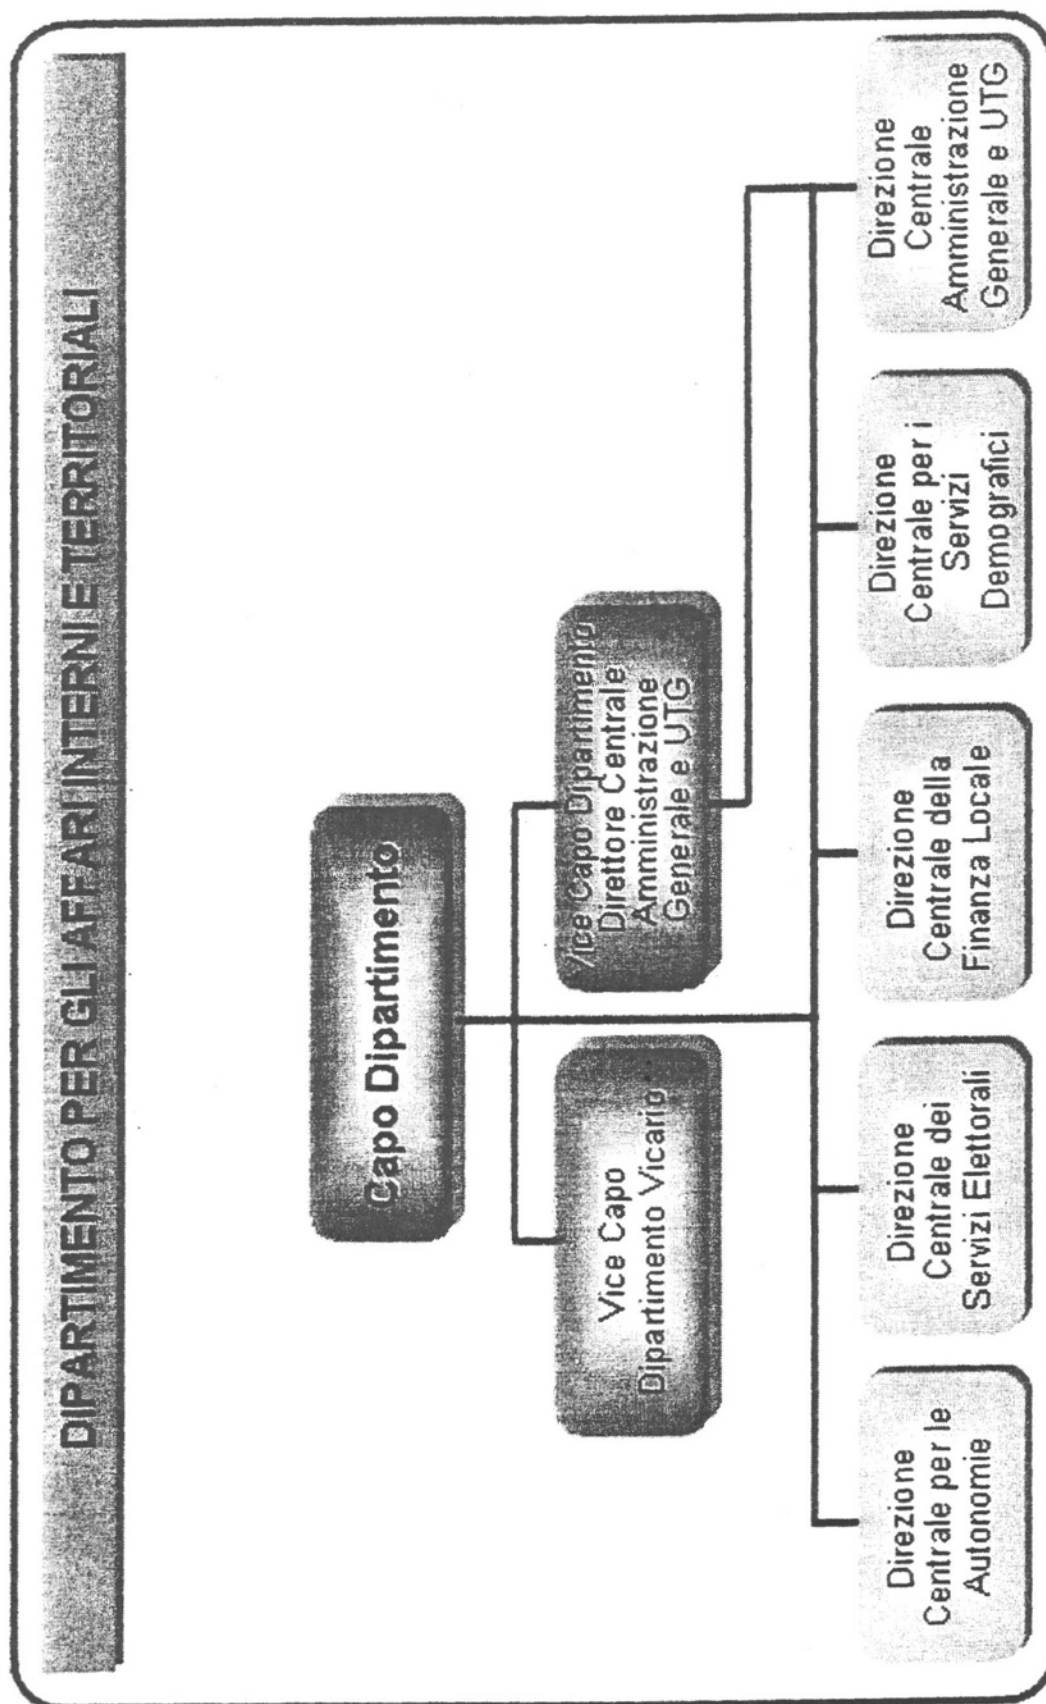 DIPARTIMENTO PER GLI AFFARI INTERNI E TERRITORIALI
Capo Dipartimento
Vice Capo
Dipartimento Vicario
Vice Capo Dipartimento
Direttore Centrale
Amministrazione
Generale e UTG
Direzione
Centrale per le
Autonomie
Direzione
Centrale dei
Servizi Elettorali
Direzione
Centrale della
Finanza Locale
Direzione
Centrale per i
Servizi
Demografici
Direzione
Centrale
Amministrazione
Generale e UTG